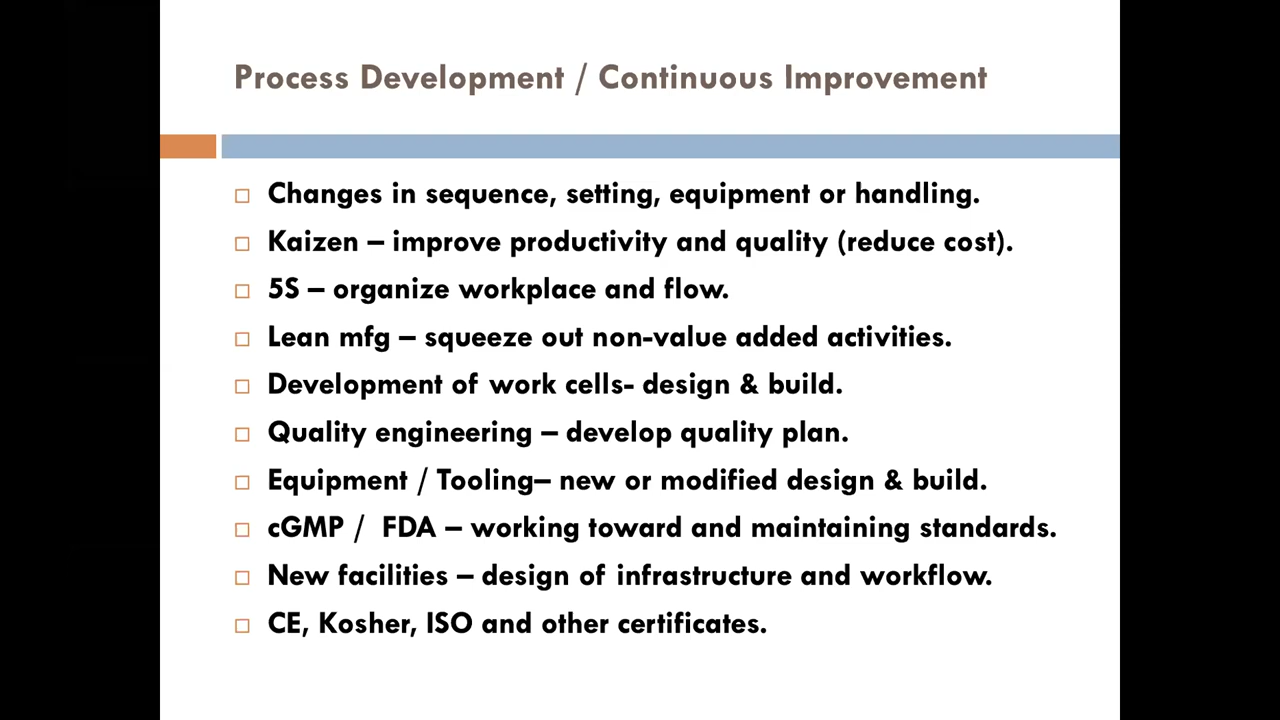 Process Development / Continuous Improvement
Changes in sequence, setting, equipment or handling.
Kaizen – improve productivity and quality (reduce cost).
5S – organize workplace and flow.
Lean mfg – squeeze out non-value added activities.
Development of work cells- design & build.
Quality engineering – develop quality plan.
Equipment / Tooling– new or modified design & build.
cGMP / FDA – working toward and maintaining standards.
New facilities – design of infrastructure and workflow.
CE, Kosher, ISO and other certificates.